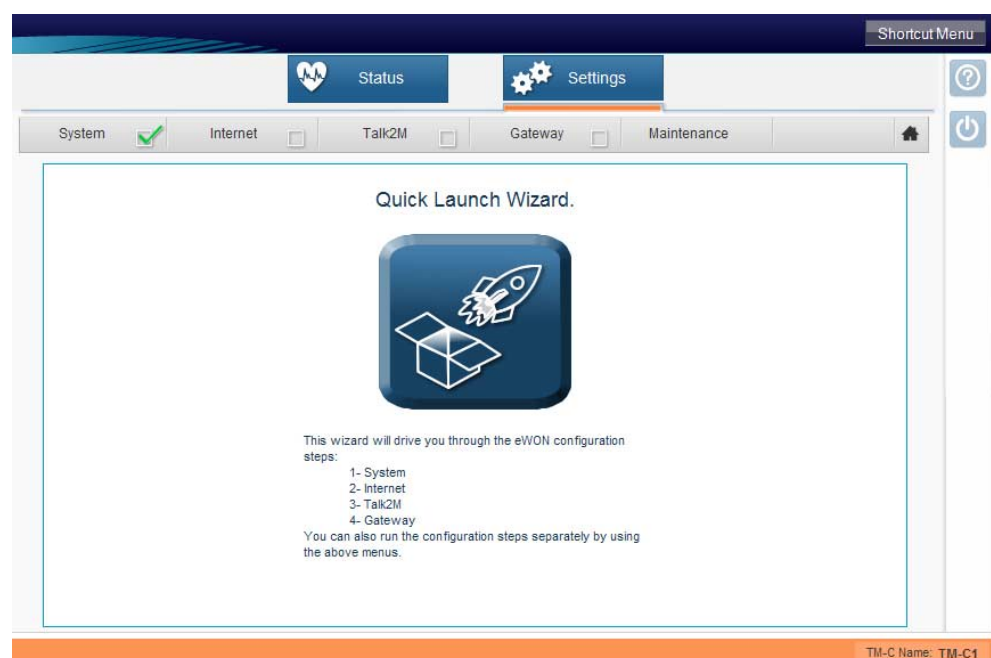 Shortcut Menu
Status
Settings
System
Internet
Talk2M
Gateway
Maintenance
Quick Launch Wizard.
This wizard will drive you through the eWON configuration
steps:
1- System
2- Internet
3- Talk2M
4- Gateway
You can also run the configuration steps separately by using
the above menus.
TM-C Name: TM-C1